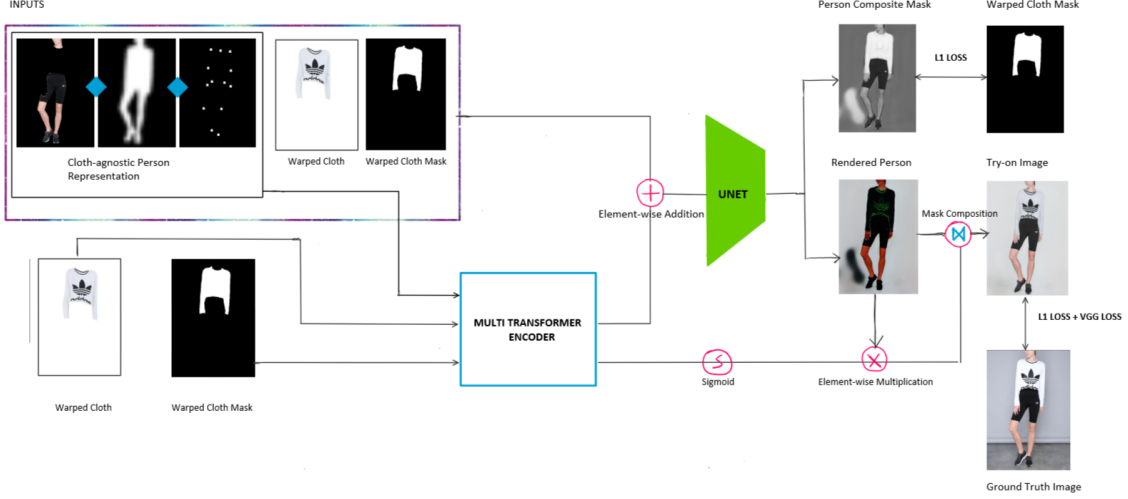 INPUTS
Person Composite Mask
Warped Cloth Mask
L1 LOSS
Warped Cloth
Warped Cloth Mask
Cloth-agnostic Person
Representation
Rendered Person
Try-on Image
UNET
Element-wise Addition
Mask Composition
MULTI TRANSFORMER
ENCODER
L1 LOSS + VGG LOSS
S
Sigmoid
Element-wise Multiplication
Warped Cloth
Warped Cloth Mask
Ground Truth Image